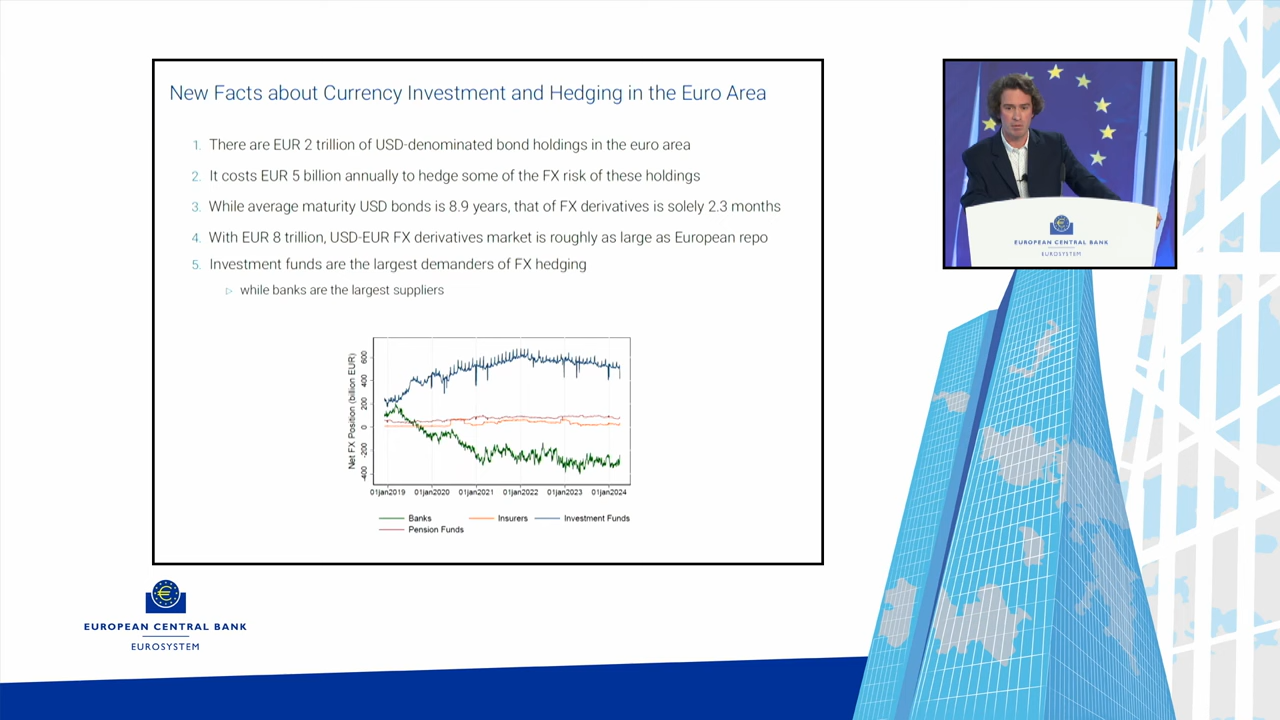 New Facts about Currency Investment and Hedging in the Euro Area
1. There are EUR 2 trillion of USD-denominated bond holdings in the euro area
2. It costs EUR 5 billion annually to hedge some of the FX risk of these holdings
3. While average maturity USD bonds is 8.9 years, that of FX derivatives is solely 2.3 months
4. With EUR 8 trillion, USD-EUR FX derivatives market is roughly as large as European repo
5. Investment funds are the largest demanders of FX hedging
▷ while banks are the largest suppliers
Net FX Position (billion EUR)
600
400
200
0
-200
-400
01jan2019 01jan2020 01jan2021 01jan2022 01jan2023 01jan2024
Banks Insurers Investment Funds
Pension Funds
EUROPEAN CENTRAL BANK
EUROSYSTEM
EUROPEAN CENTRAL BANK
EUROSYSTEM